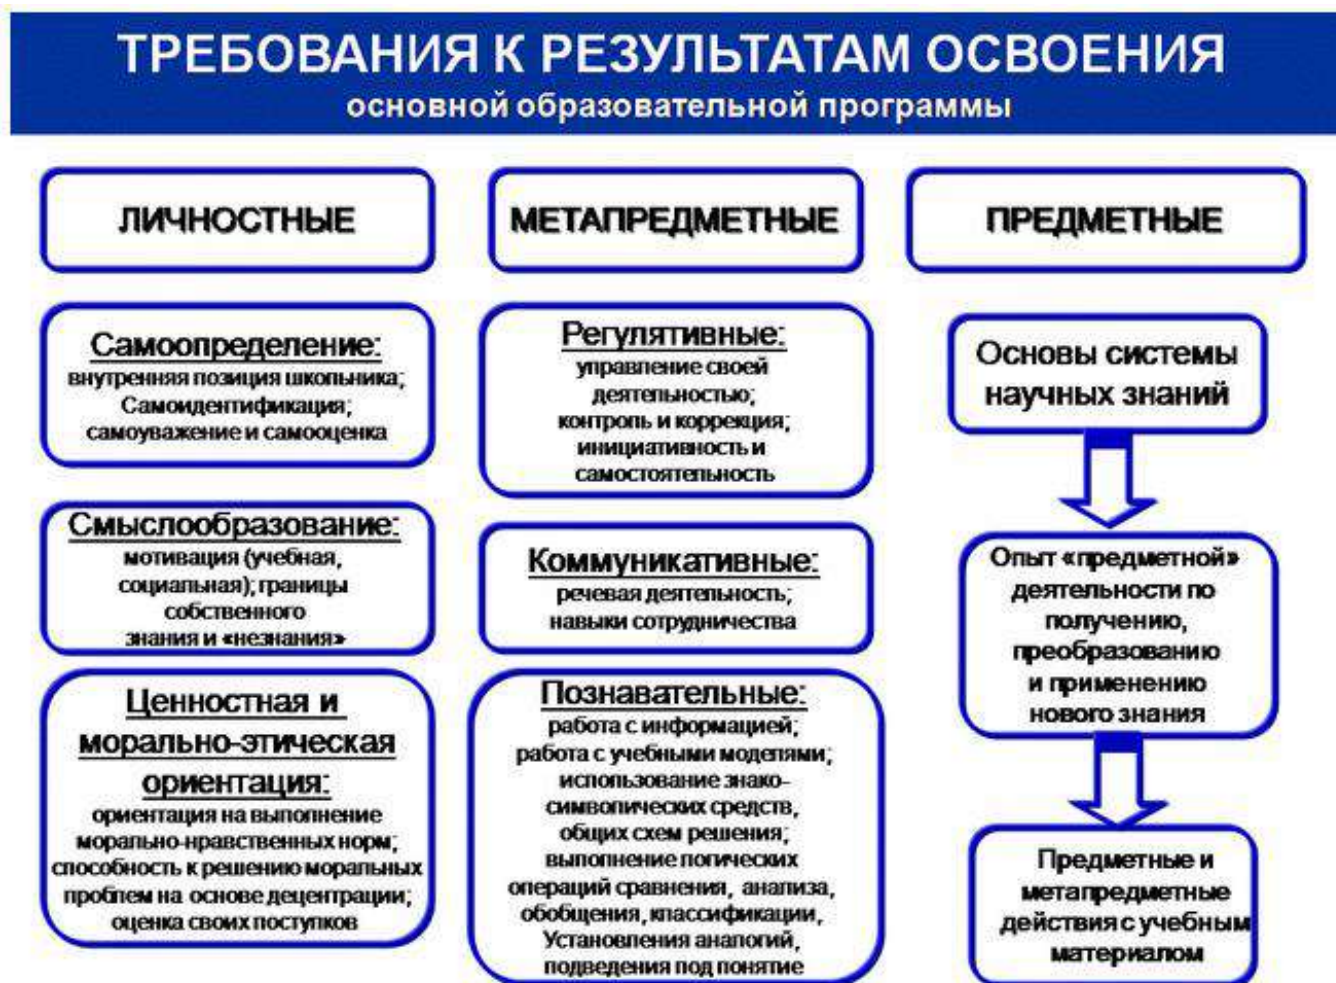 ТРЕБОВАНИЯ К РЕЗУЛЬТАТАМ ОСВОЕНИЯ
основной образовательной программы
ЛИЧНОСТНЫЕ
Самоопределение:
внутренняя позиция школьника;
Самоидентификация;
самоуважение и самооценка
Смыслообразование:
мотивация (учебная,
социальная); границы
собственного
знания и «незнания»
Ценностная и
морально-этическая
ориентация:
ориентация на выполнение
морально-нравственных норм;
способность к решению моральных
проблем на основе децентрации;
оценка своих поступков
МЕТАПРЕДМЕТНЫЕ
Регулятивные:
управление своей
деятельностью;
контроль и коррекция;
инициативность и
самостоятельность
Коммуникативные:
речевая деятельность;
навыки сотрудничества
Познавательные:
работа с информацией;
работа с учебными моделями;
использование знако-
символических средств,
общих схем решения;
выполнение логических
операций сравнения, анализа,
обобщения, классификации,
Установления аналогий,
подведения под понятие
ПРЕДМЕТНЫЕ
Основы системы
научных знаний
Опыт «предметной»
деятельности по
получению,
преобразованию
и применению
нового знания
Предметные и
метапредметные
действия с учебным
материалом